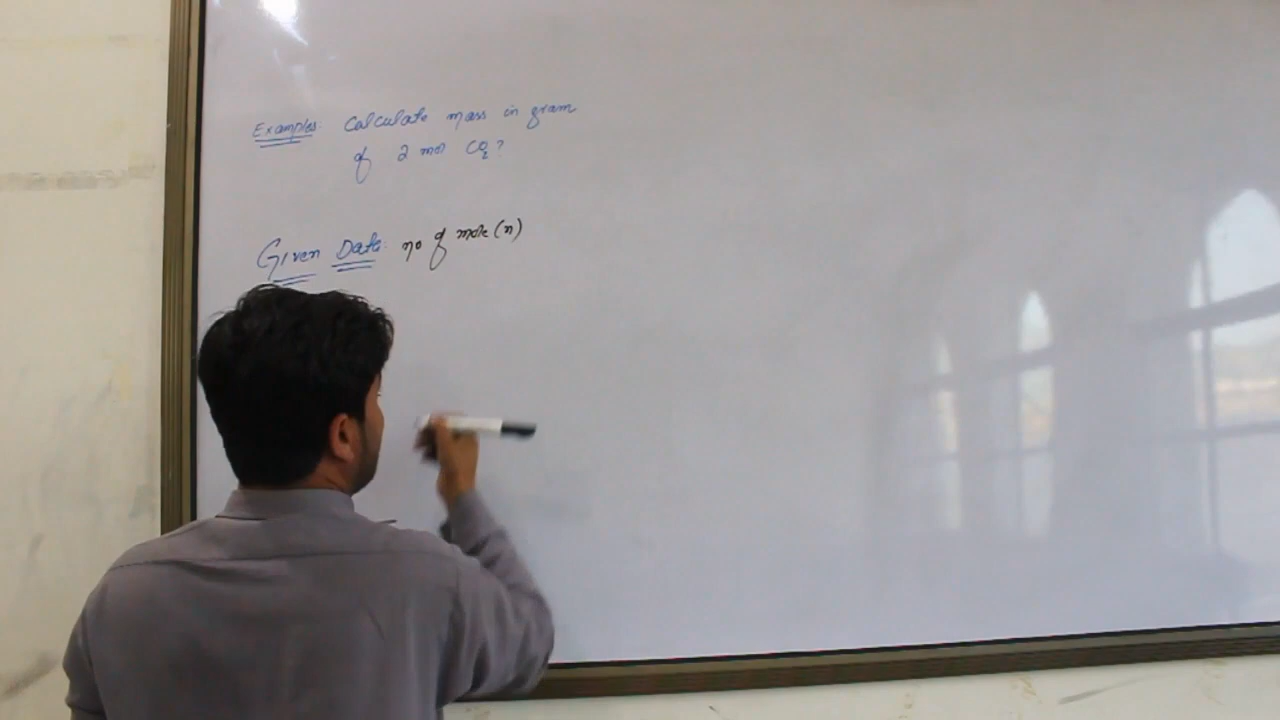 Examples: Calculate mass in gram
of 2 mol CO₂?
Given Data: no of mole (n)